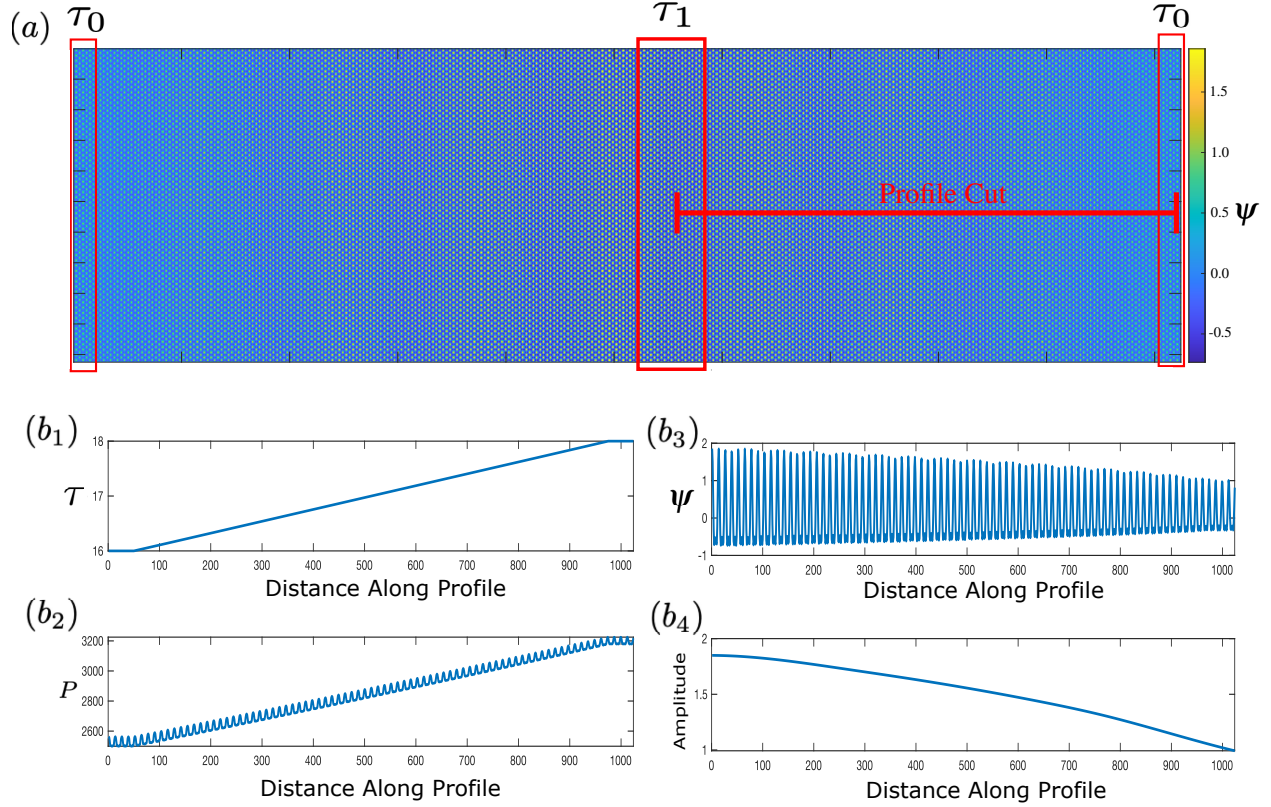 (a) τ₀ τ₁ τ₀
Profile Cut
1.5
1.0
0.5
0.0
-0.5
ψ
(b₁)
18
17
16
τ
0 100 200 300 400 500 600 700 800 900 1000
Distance Along Profile
(b₂)
3200
3000
2800
2600
P
0 100 200 300 400 500 600 700 800 900 1000
Distance Along Profile
(b₃)
2
1
0
-1
ψ
0 100 200 300 400 500 600 700 800 900 1000
Distance Along Profile
(b₄)
2
1.5
1
Amplitude
0 100 200 300 400 500 600 700 800 900 1000
Distance Along Profile